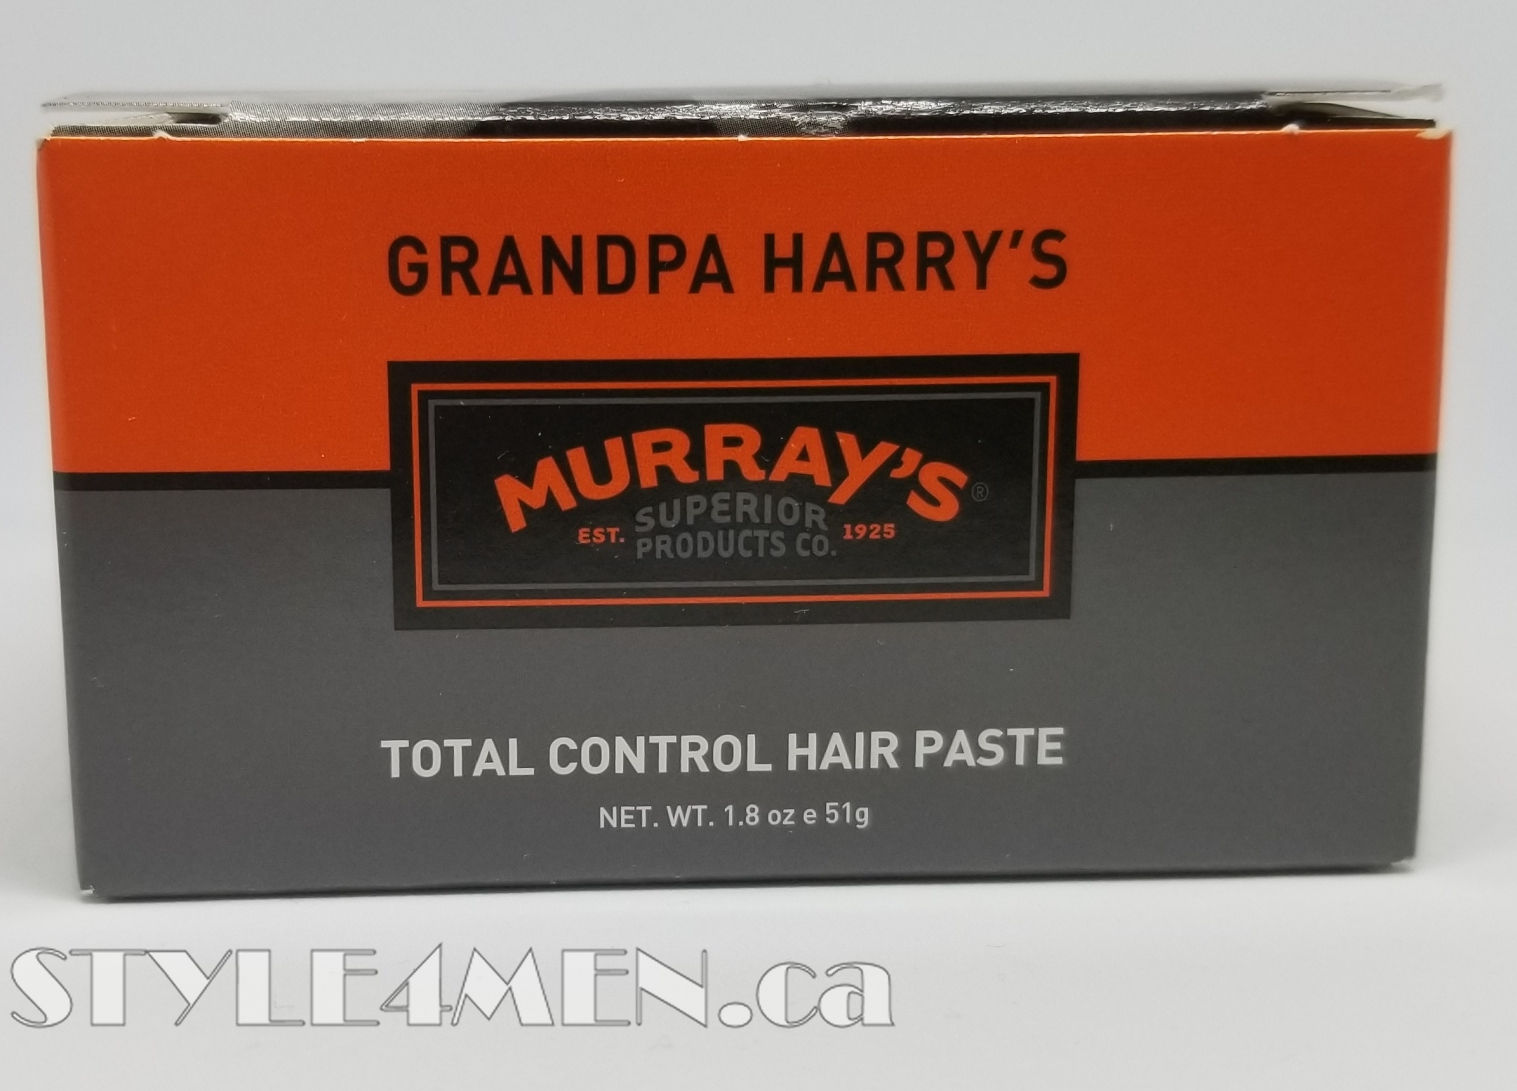 GRANDPA HARRY'S
MURRAY'S®
EST. SUPERIOR 1925
PRODUCTS CO.
TOTAL CONTROL HAIR PASTE
NET. WT. 1.8 oz e 51g
STYLE4MEN.ca